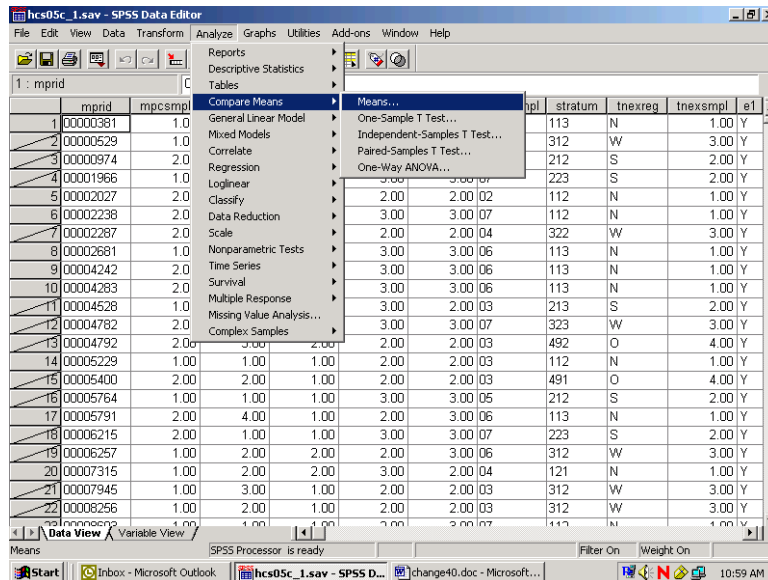 hcs05c_1.sav - SPSS Data Editor
File Edit View Data Transform Analyze Graphs Utilities Add-ons Window Help
1 : mprid
Reports
Descriptive Statistics
Tables
Compare Means
General Linear Model
Mixed Models
Correlate
Regression
Loglinear
Classify
Data Reduction
Scale
Nonparametric Tests
Time Series
Survival
Multiple Response
Missing Value Analysis...
Complex Samples
Means...
One-Sample T Test...
Independent-Samples T Test...
Paired-Samples T Test...
One-Way ANOVA...
mprid mpcsmpl stratum tnexreg tnexsmpl e1
1 00000381 1.0 113 N 1.00 Y
2 00000529 1.0 312 W 3.00 Y
3 00000974 2.0 212 S 2.00 Y
4 00001966 1.0 223 S 2.00 Y
5 00002027 2.0 2.00 2.00 02 112 N 1.00 Y
6 00002238 2.0 3.00 3.00 07 112 N 1.00 Y
7 00002287 2.0 2.00 2.00 04 322 W 3.00 Y
8 00002681 1.0 3.00 3.00 06 113 N 1.00 Y
9 00004242 2.0 3.00 3.00 06 113 N 1.00 Y
10 00004283 2.0 3.00 3.00 06 113 N 1.00 Y
11 00004528 1.0 3.00 2.00 03 213 S 2.00 Y
12 00004782 2.0 3.00 3.00 07 323 W 3.00 Y
13 00004792 2.00 3.00 2.00 2.00 2.00 03 492 O 4.00 Y
14 00005229 1.00 1.00 1.00 2.00 2.00 03 112 N 1.00 Y
15 00005400 2.00 2.00 1.00 2.00 2.00 03 491 O 4.00 Y
16 00005764 1.00 1.00 1.00 3.00 3.00 05 212 S 2.00 Y
17 00005791 2.00 4.00 1.00 2.00 3.00 06 113 N 1.00 Y
18 00006215 2.00 1.00 1.00 3.00 3.00 07 223 S 2.00 Y
19 00006257 1.00 2.00 2.00 3.00 3.00 06 312 W 3.00 Y
20 00007315 1.00 2.00 2.00 2.00 2.00 04 121 N 1.00 Y
21 00007945 1.00 3.00 1.00 2.00 2.00 03 312 W 3.00 Y
22 00008256 1.00 2.00 1.00 2.00 2.00 03 312 W 3.00 Y
Data View Variable View
Means SPSS Processor is ready Filter On Weight On
Start Inbox - Microsoft Outlook hcs05c_1.sav - SPSS D... change40.doc - Microsoft... 10:59 AM